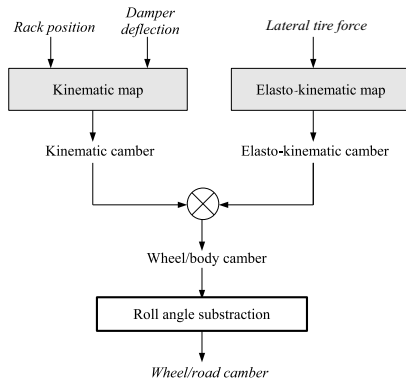 Rack position
Damper
deflection
Lateral tire force
Kinematic map
Elasto-kinematic map
Kinematic camber
Elasto-kinematic camber
Wheel/body camber
Roll angle substraction
Wheel/road camber